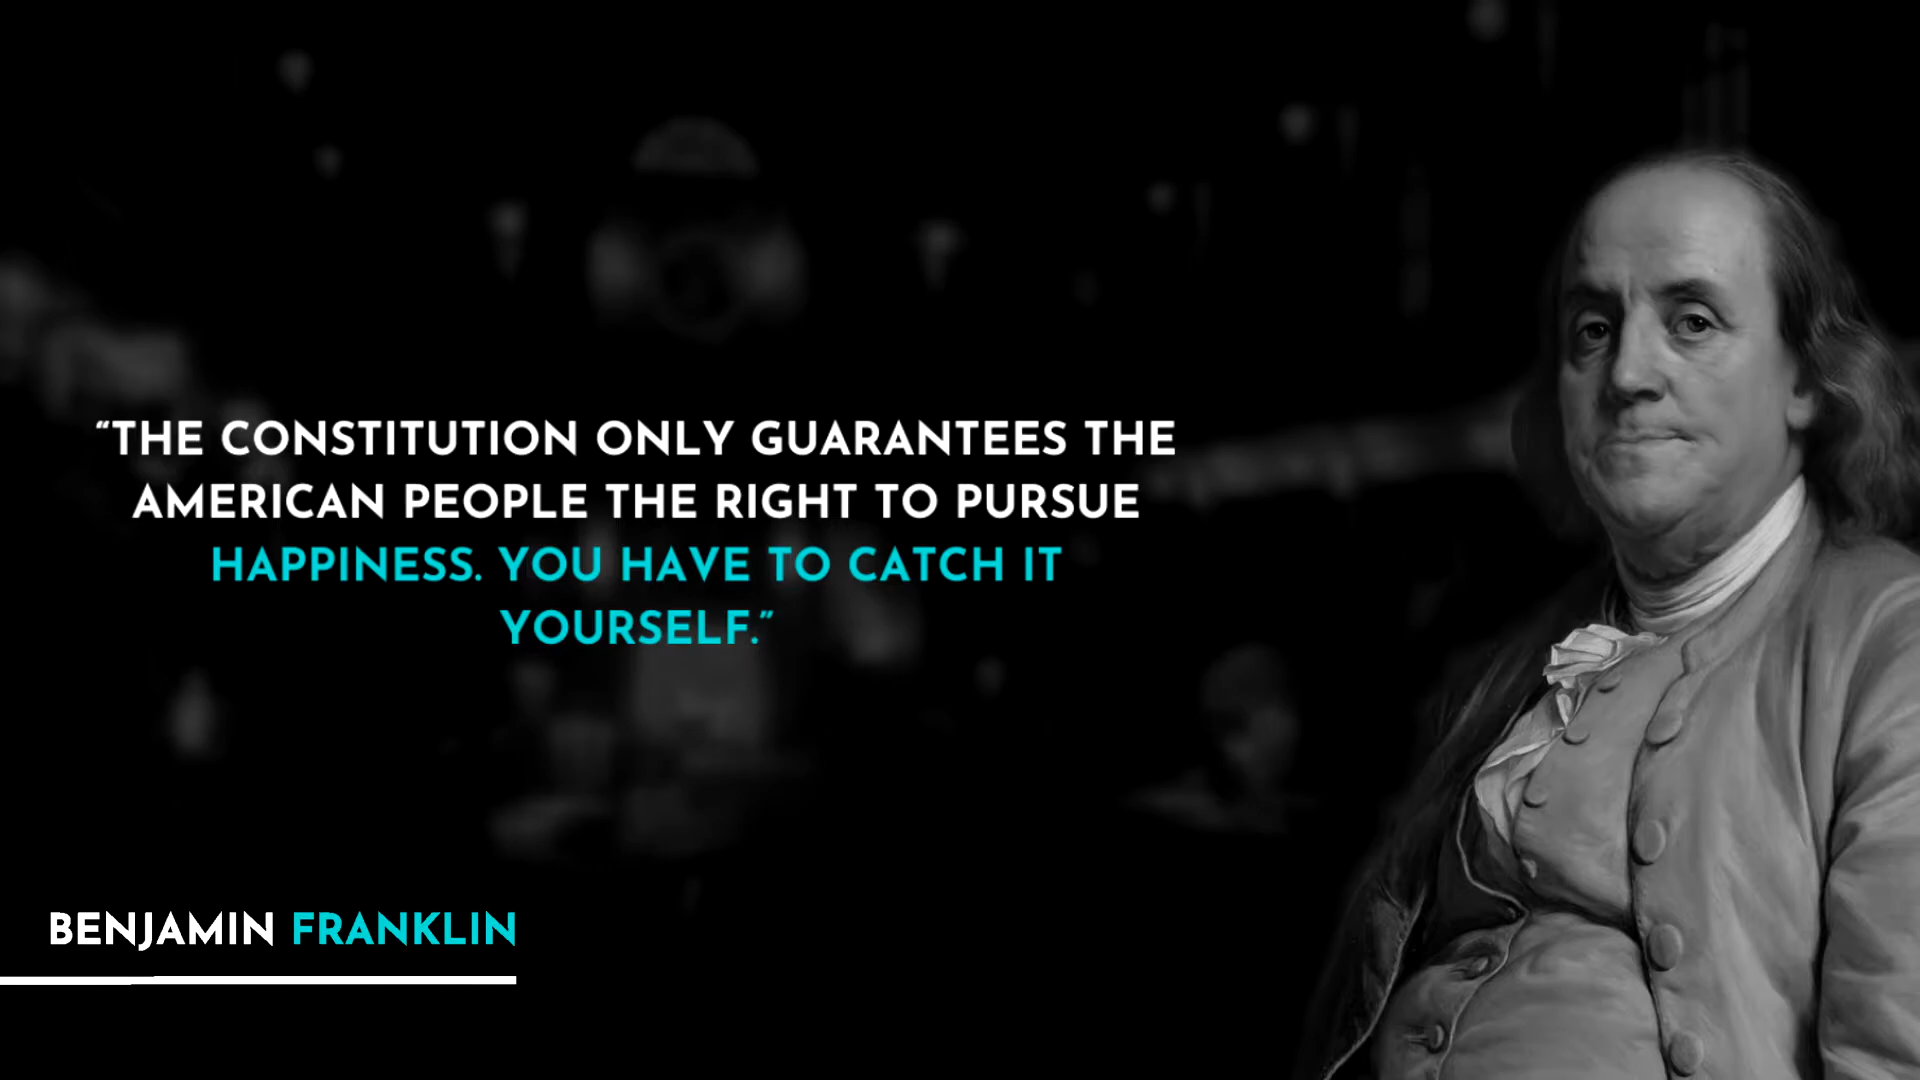 “THE CONSTITUTION ONLY GUARANTEES THE
AMERICAN PEOPLE THE RIGHT TO PURSUE
HAPPINESS. YOU HAVE TO CATCH IT
YOURSELF.”
BENJAMIN FRANKLIN